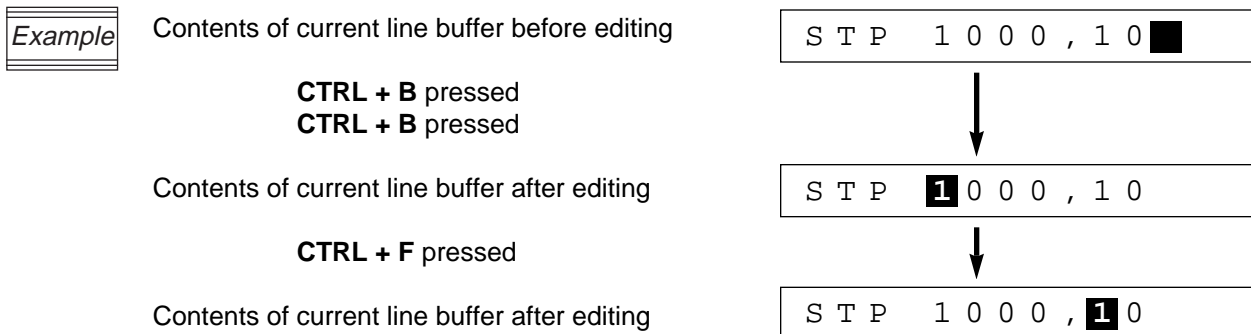 Example
Contents of current line buffer before editing
STP 1000,10
CTRL + B pressed
CTRL + B pressed
Contents of current line buffer after editing
STP 1000,10
CTRL + F pressed
Contents of current line buffer after editing
STP 1000,10